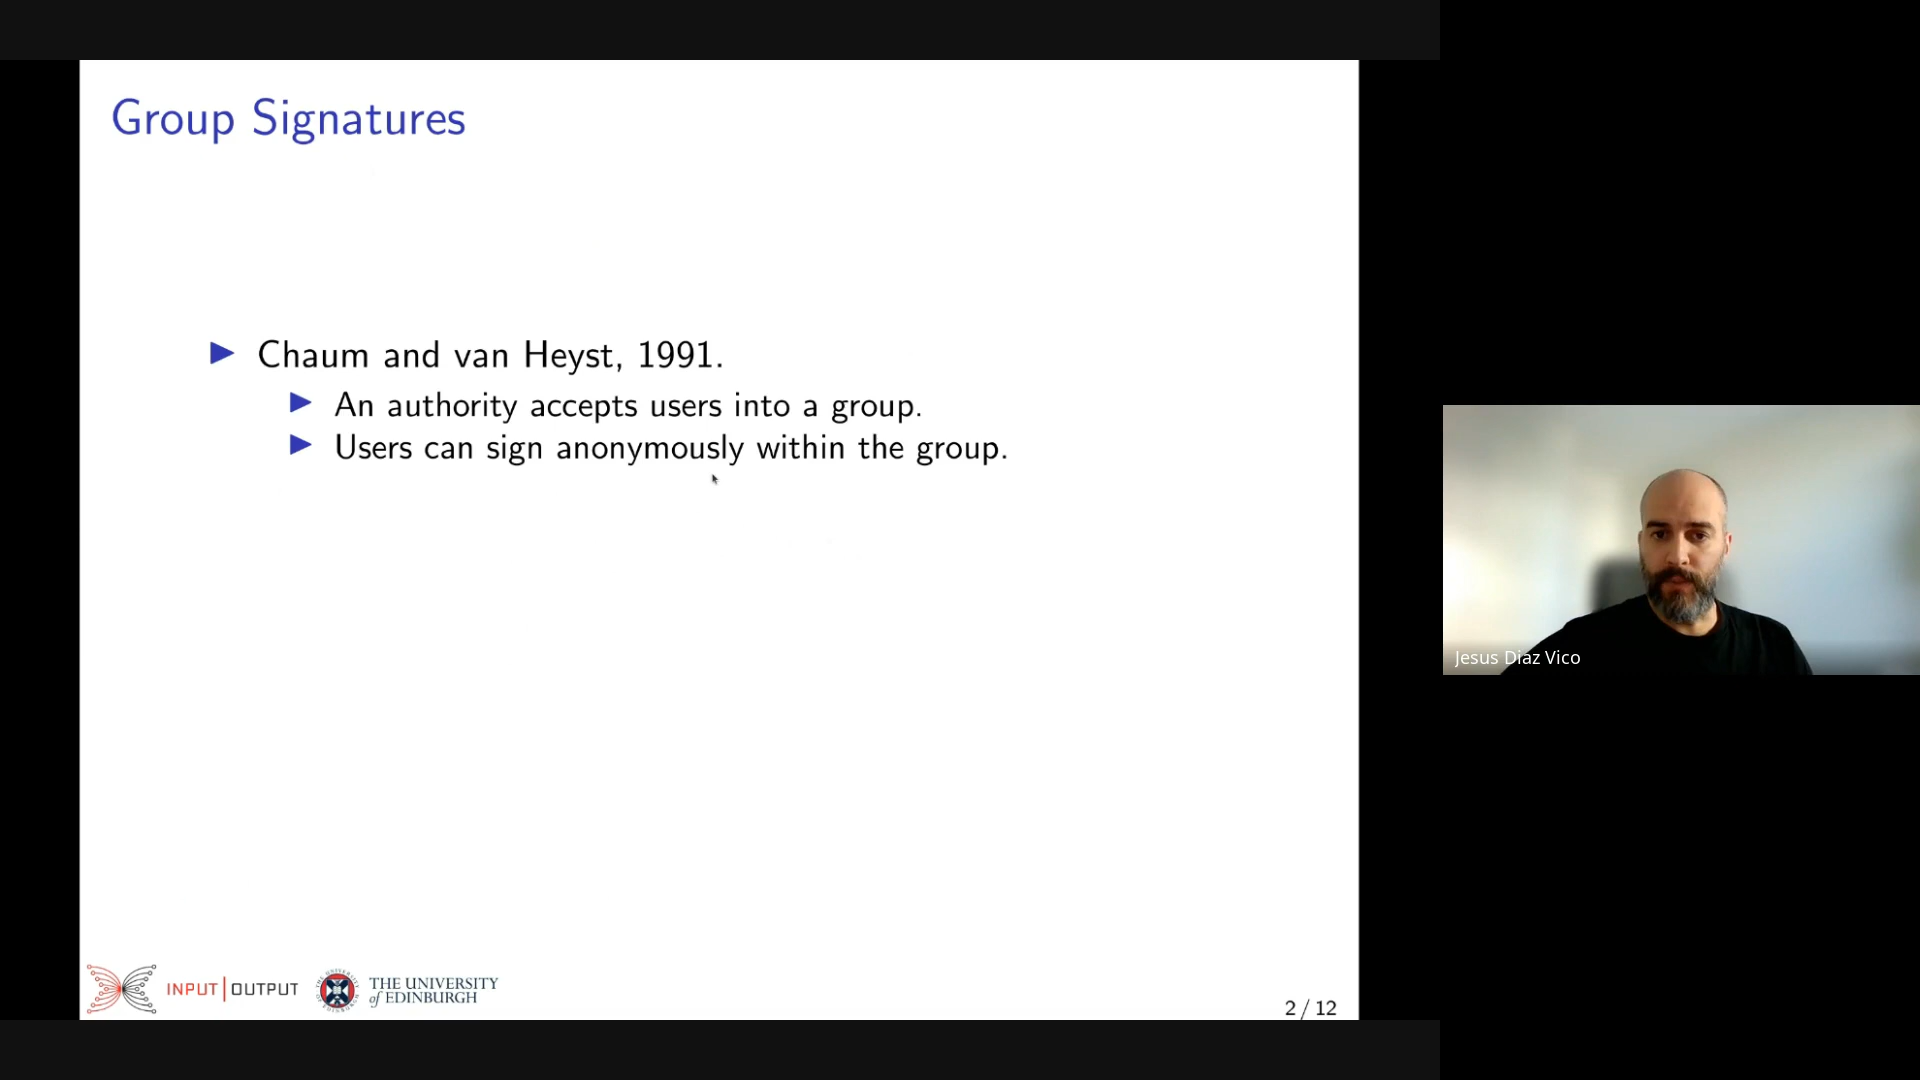 Group Signatures
Chaum and van Heyst, 1991.
An authority accepts users into a group.
Users can sign anonymously within the group.
Jesus Diaz Vico
INPUT|OUTPUT
THE UNIVERSITY
of EDINBURGH
2 / 12